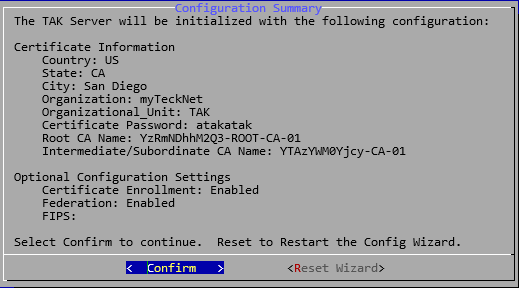 Configuration Summary
The TAK Server will be initialized with the following configuration:
Certificate Information
Country: US
State: CA
City: San Diego
Organization: myTeckNet
Organizational_Unit: TAK
Certificate Password: atakatak
Root CA Name: YzRmNDhhM2Q3-ROOT-CA-01
Intermediate/Subordinate CA Name: YTAzYWM0Yjcy-CA-01
Optional Configuration Settings
Certificate Enrollment: Enabled
Federation: Enabled
FIPS:
Select Confirm to continue.  Reset to Restart the Config Wizard.
<  Confirm   > <Reset Wizard>